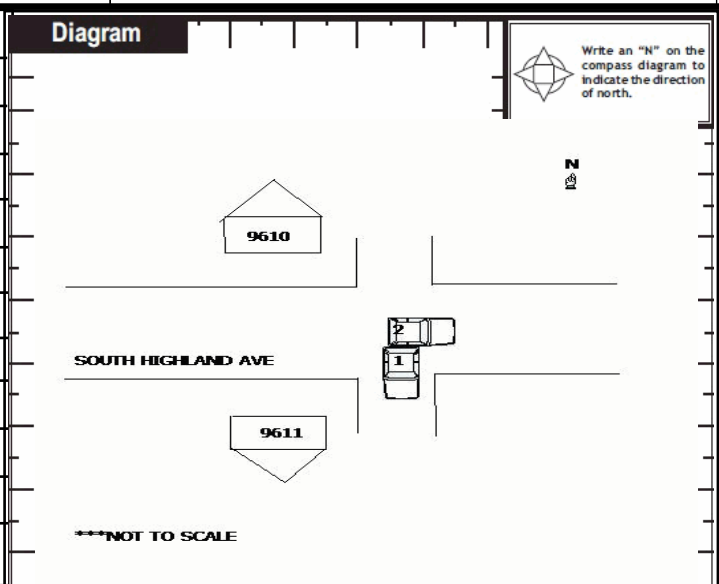 Diagram
Write an “N” on the
compass diagram to
indicate the direction
of north.
N
9610
2
SOUTH HIGHLAND AVE
1
9611
***NOT TO SCALE